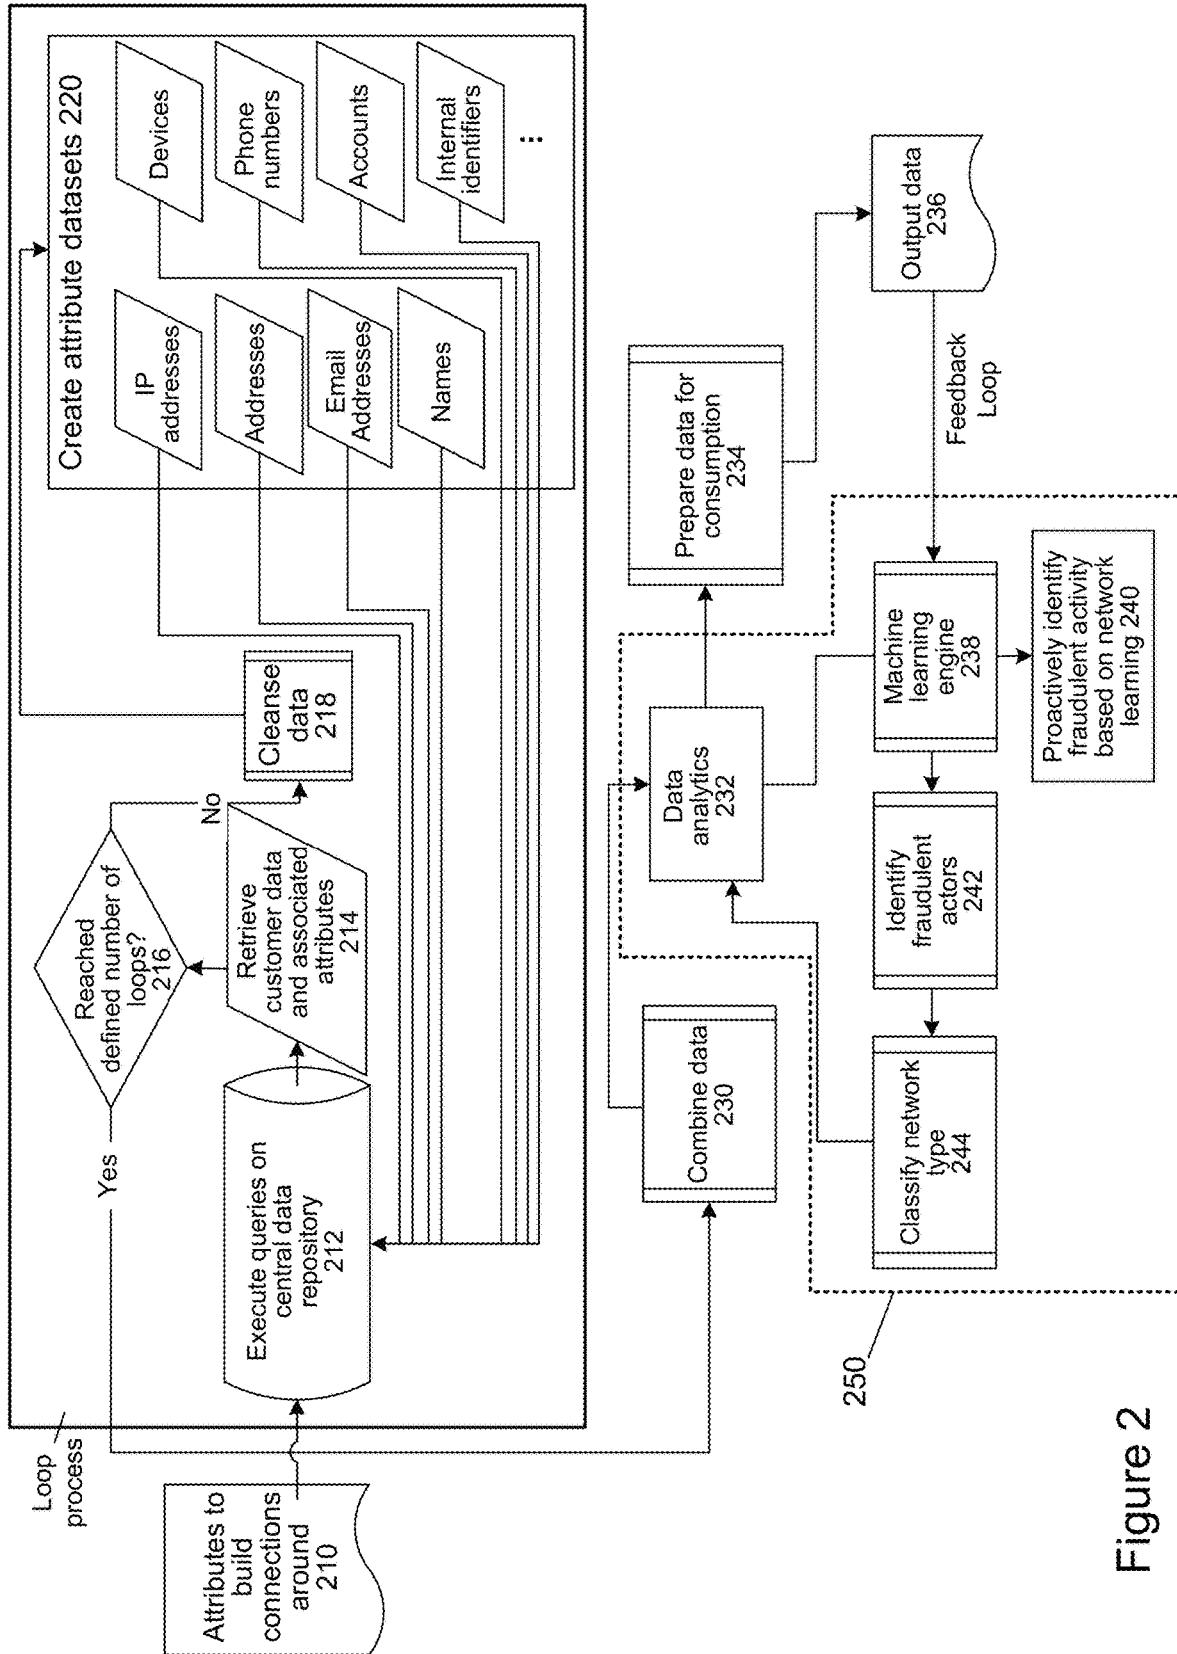 Loop
process
Attributes to
build
connections
around
210
Execute queries on
central data
repository
212
Retrieve
customer data
and associated
attributes
214
Reached
defined number of
loops?
216
Yes
No
Cleanse
data
218
Create attribute datasets 220
IP
addresses
Addresses
Email
Addresses
Names
Devices
Phone
numbers
Accounts
Internal
identifiers
...
Combine data
230
Data
analytics
232
Prepare data for
consumption
234
Output data
236
Feedback
Loop
Machine
learning
engine
238
Proactively identify
fraudulent activity
based on network
learning 240
Identify
fraudulent
actors
242
Classify network
type
244
250
Figure 2